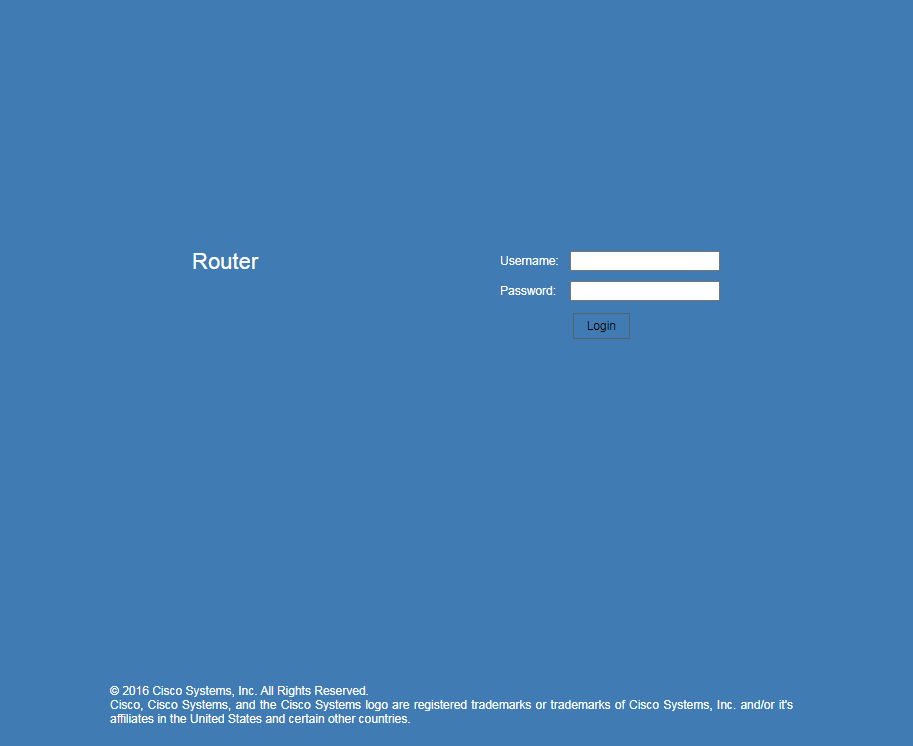 Router
Username:
Password:
Login
© 2016 Cisco Systems, Inc. All Rights Reserved.
Cisco, Cisco Systems, and the Cisco Systems logo are registered trademarks or trademarks of Cisco Systems, Inc. and/or it's
affiliates in the United States and certain other countries.